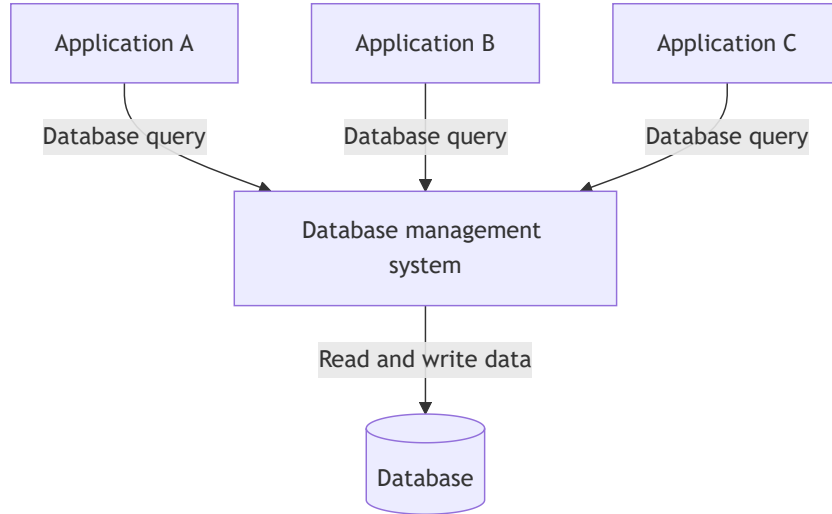 Application A
Application B
Application C
Database query
Database query
Database query
Database management
system
Read and write data
Database